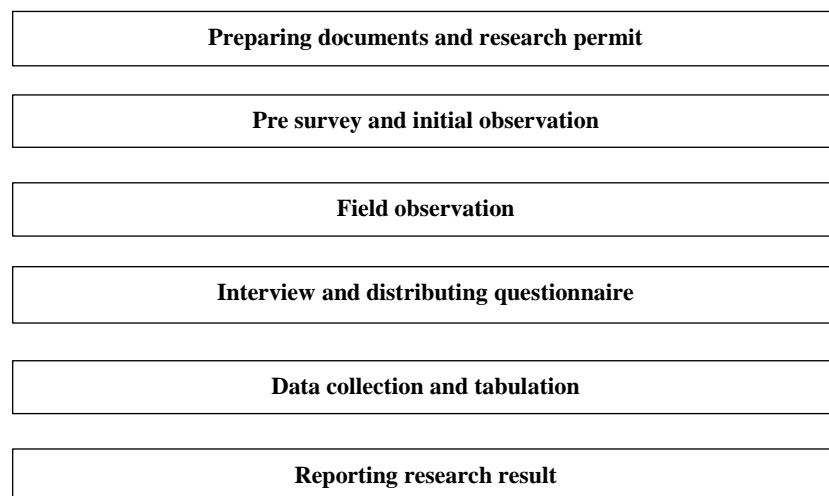 Preparing documents and research permit
Pre survey and initial observation
Field observation
Interview and distributing questionnaire
Data collection and tabulation
Reporting research result